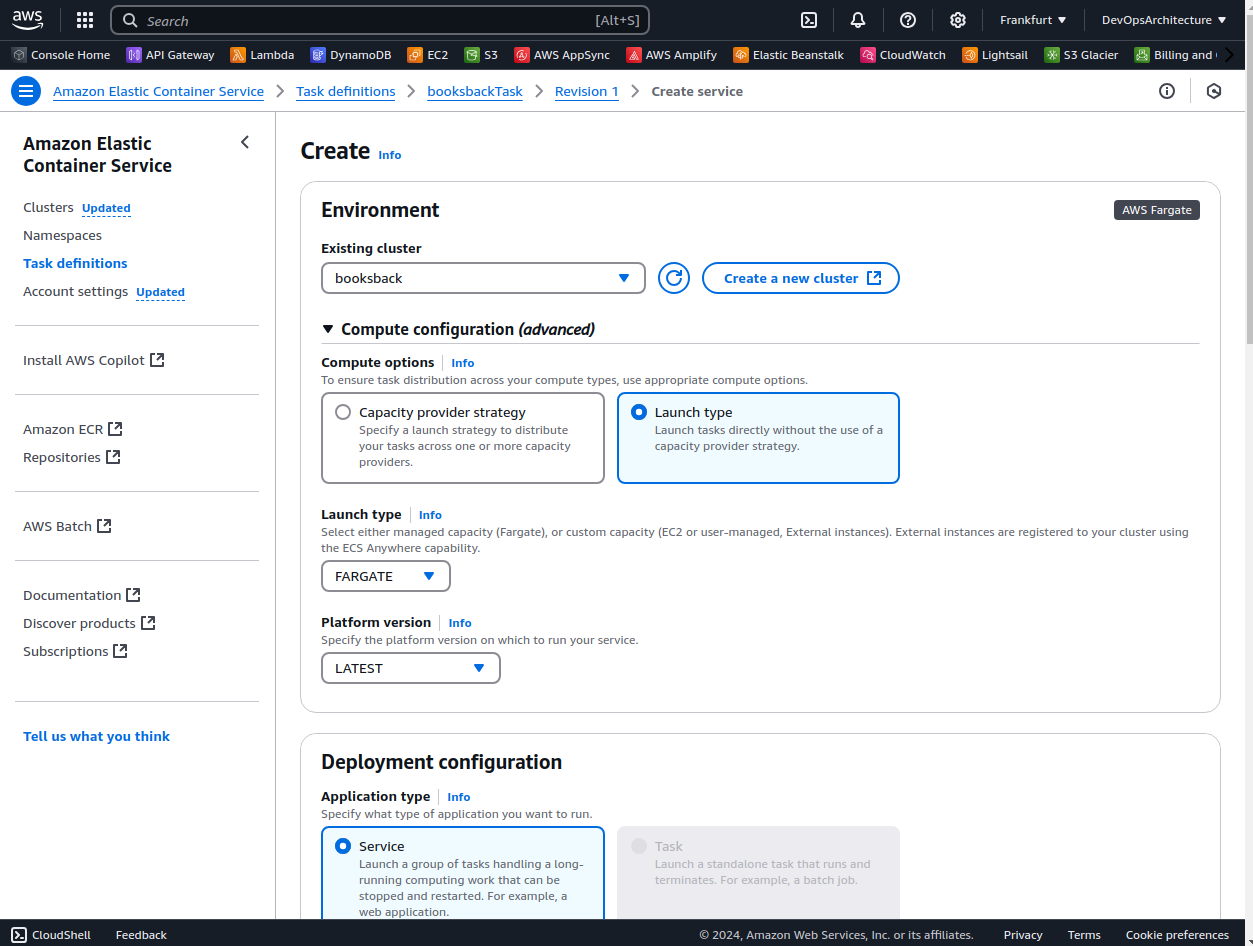 aws
Search [Alt+S]
Frankfurt
DevOpsArchitecture
Console Home
API Gateway
Lambda
DynamoDB
EC2
S3
AWS AppSync
AWS Amplify
Elastic Beanstalk
CloudWatch
Lightsail
S3 Glacier
Billing and
Amazon Elastic Container Service > Task definitions > booksbackTask > Revision 1 > Create service
Amazon Elastic
Container Service
Clusters Updated
Namespaces
Task definitions
Account settings Updated
Install AWS Copilot
Amazon ECR
Repositories
AWS Batch
Documentation
Discover products
Subscriptions
Tell us what you think
Create Info
Environment
AWS Fargate
Existing cluster
booksback
Create a new cluster
Compute configuration (advanced)
Compute options Info
To ensure task distribution across your compute types, use appropriate compute options.
Capacity provider strategy
Specify a launch strategy to distribute
your tasks across one or more capacity
providers.
Launch type
Launch tasks directly without the use of a
capacity provider strategy.
Launch type Info
Select either managed capacity (Fargate), or custom capacity (EC2 or user-managed, External instances). External instances are registered to your cluster using
the ECS Anywhere capability.
FARGATE
Platform version Info
Specify the platform version on which to run your service.
LATEST
Deployment configuration
Application type Info
Specify what type of application you want to run.
Service
Launch a group of tasks handling a long-
running computing work that can be
stopped and restarted. For example, a
web application.
Task
Launch a standalone task that runs and
terminates. For example, a batch job.
CloudShell
Feedback
© 2024, Amazon Web Services, Inc. or its affiliates.
Privacy
Terms
Cookie preferences